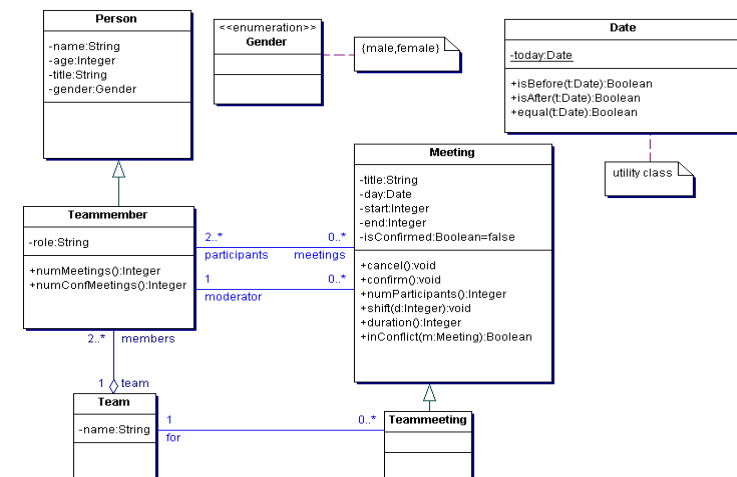 Person
-name:String
-age:Integer
-title:String
-gender:Gender
<<enumeration>>
Gender
{male,female}
Date
-today:Date
+isBefore(t:Date):Boolean
+isAfter(t:Date):Boolean
+equal(t:Date):Boolean
utility class
Meeting
-title:String
-day:Date
-start:Integer
-end:Integer
-isConfirmed:Boolean=false
+cancel():void
+confirm():void
+numParticipants():Integer
+shift(d:Integer):void
+duration():Integer
+inConflict(m:Meeting):Boolean
Teammember
-role:String
+numMeetings():Integer
+numConfMeetings():Integer
2..* 0..*
participants meetings
1 0..*
moderator
2..* members
1 team
Team
-name:String
1 0..*
for
Teammeeting